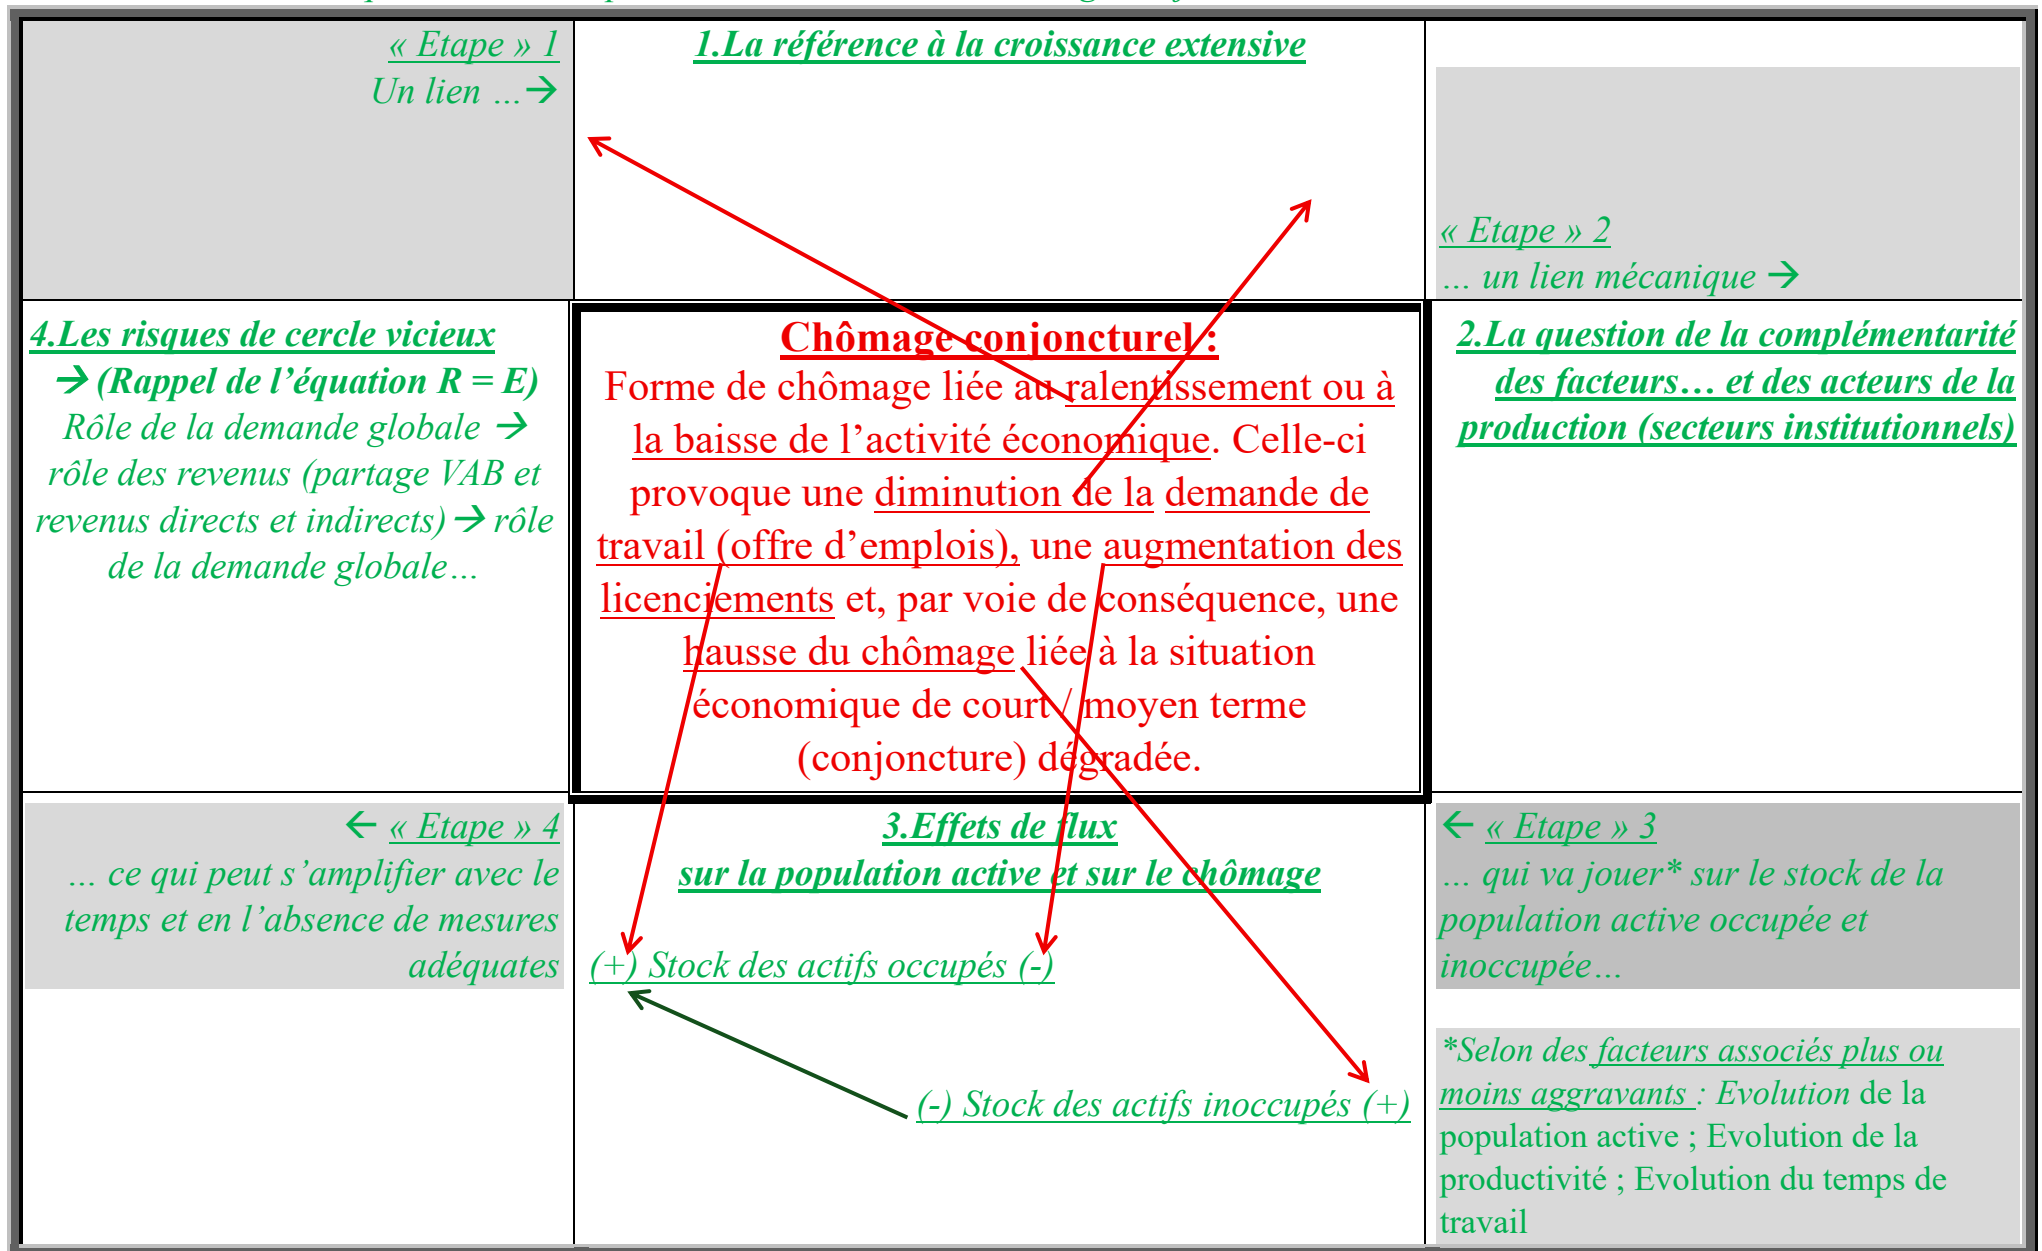 « Etape » 1
Un lien …→
1.La référence à la croissance extensive
« Etape » 2
… un lien mécanique →
4.Les risques de cercle vicieux
→ (Rappel de l’équation R = E)
Rôle de la demande globale →
rôle des revenus (partage VAB et
revenus directs et indirects)→ rôle
de la demande globale…
Chômage conjoncturel :
Forme de chômage liée au ralentissement ou à
la baisse de l’activité économique. Celle-ci
provoque une diminution de la demande de
travail (offre d’emplois), une augmentation des
licenciements et, par voie de conséquence, une
hausse du chômage liée à la situation
économique de court / moyen terme
(conjoncture) dégradée.
2.La question de la complémentarité
des facteurs… et des acteurs de la
production (secteurs institutionnels)
← « Etape » 4
… ce qui peut s’amplifier avec le
temps et en l’absence de mesures
adéquates
3.Effets de flux
sur la population active et sur le chômage
(+) Stock des actifs occupés (-)
(-) Stock des actifs inoccupés (+)
← « Etape » 3
… qui va jouer* sur le stock de la
population active occupée et
inoccupée…
*Selon des facteurs associés plus ou
moins aggravants : Evolution de la
population active ; Evolution de la
productivité ; Evolution du temps de
travail